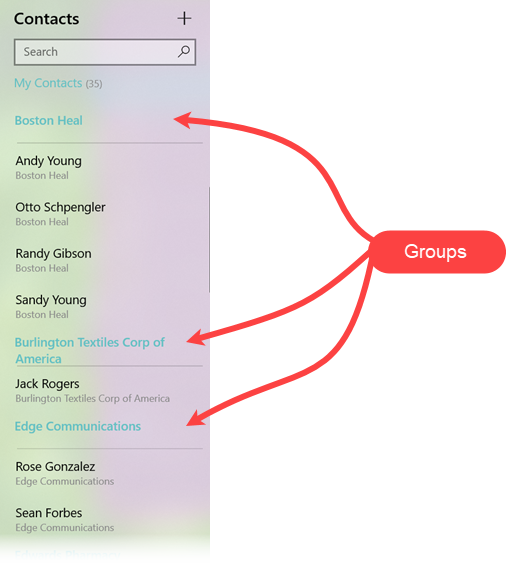 Contacts
Search
My Contacts (35)
Boston Heal
Andy Young
Boston Heal
Otto Schpengler
Boston Heal
Randy Gibson
Boston Heal
Sandy Young
Boston Heal
Burlington Textiles Corp of
America
Jack Rogers
Burlington Textiles Corp of America
Edge Communications
Rose Gonzalez
Edge Communications
Sean Forbes
Edge Communications
Groups